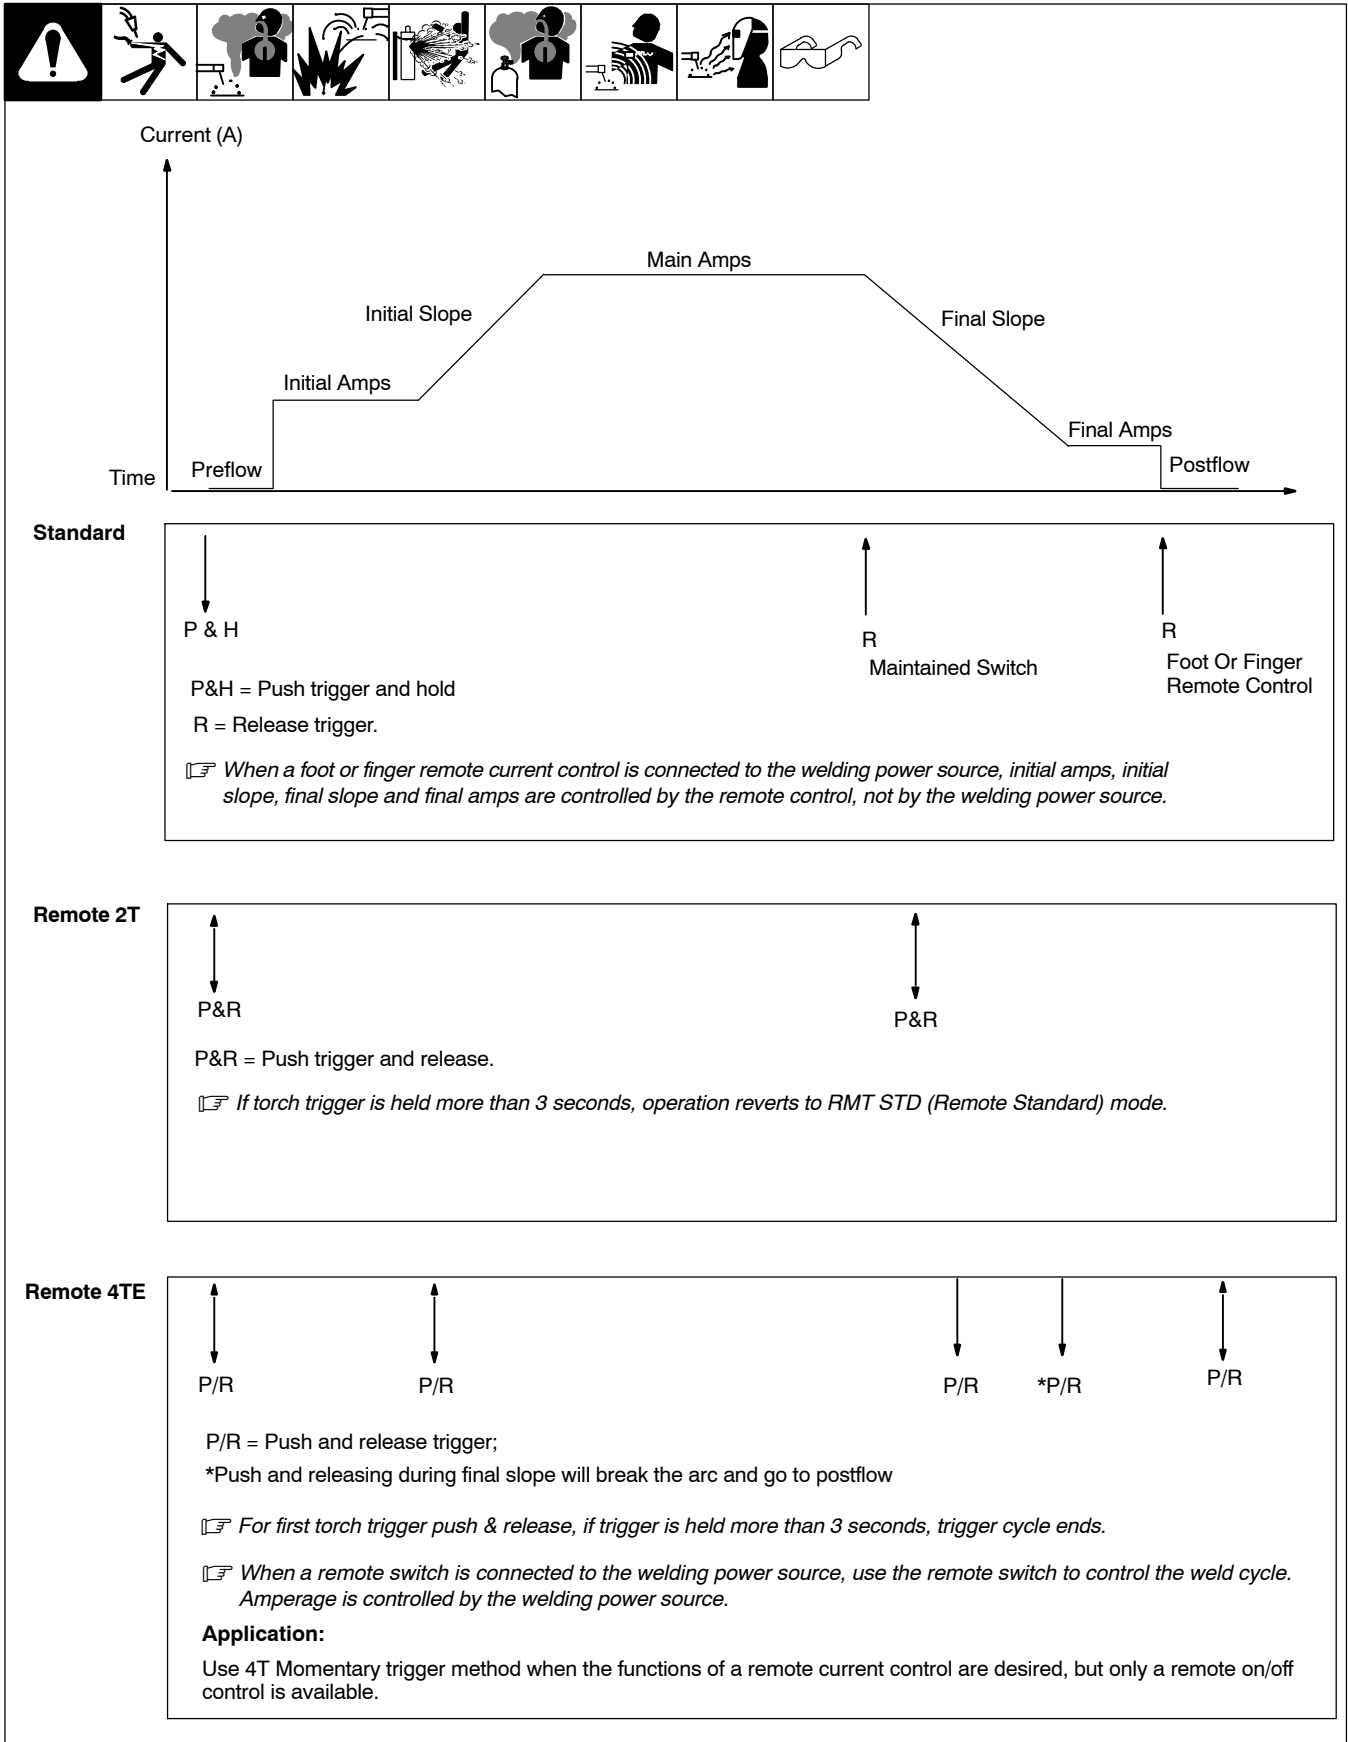 Current (A)
Main Amps
Initial Slope
Final Slope
Initial Amps
Final Amps
Time
Preflow
Postflow
Standard
P & H
R
Maintained Switch
R
Foot Or Finger
Remote Control
P&H = Push trigger and hold
R = Release trigger.
When a foot or finger remote current control is connected to the welding power source, initial amps, initial
slope, final slope and final amps are controlled by the remote control, not by the welding power source.
Remote 2T
P&R
P&R
P&R = Push trigger and release.
If torch trigger is held more than 3 seconds, operation reverts to RMT STD (Remote Standard) mode.
Remote 4TE
P/R
P/R
P/R
*P/R
P/R
P/R = Push and release trigger;
*Push and releasing during final slope will break the arc and go to postflow
For first torch trigger push & release, if trigger is held more than 3 seconds, trigger cycle ends.
When a remote switch is connected to the welding power source, use the remote switch to control the weld cycle.
Amperage is controlled by the welding power source.
Application:
Use 4T Momentary trigger method when the functions of a remote current control are desired, but only a remote on/off
control is available.